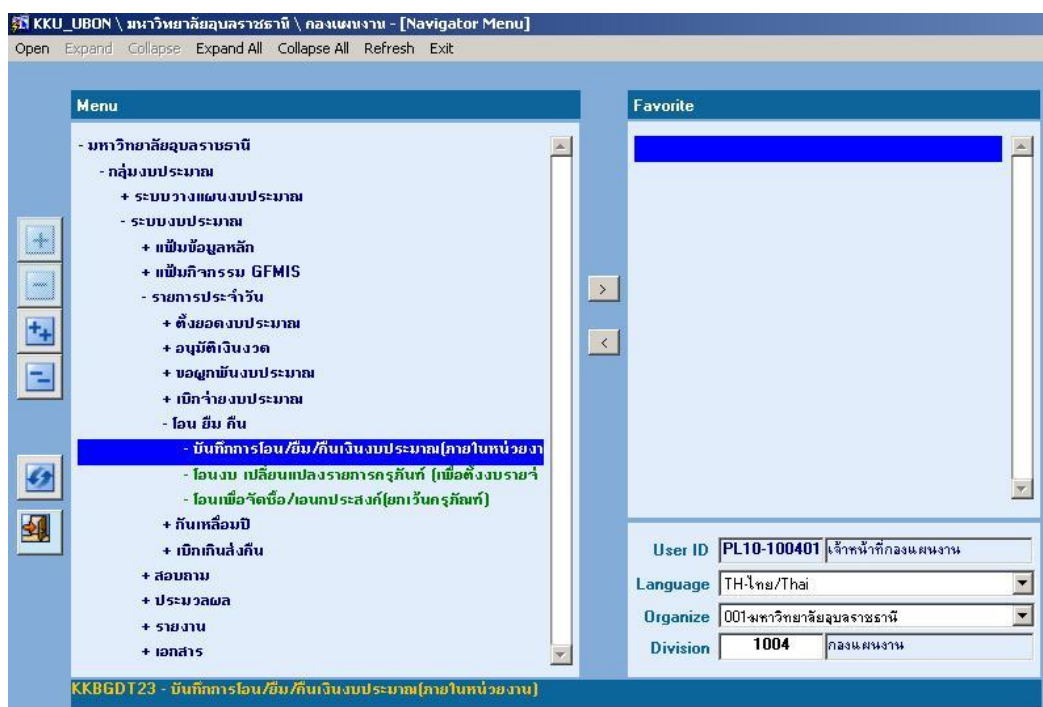 KKU_UBON \ มหาวิทยาลัยอุบลราชธานี \ กองแผนงาน - [Navigator Menu]
Open Expand Collapse Expand All Collapse All Refresh Exit
Menu
- มหาวิทยาลัยอุบลราชธานี
- กลุ่มงบประมาณ
+ ระบบวางแผนงบประมาณ
- ระบบงบประมาณ
+ แฟ้มข้อมูลหลัก
+ แฟ้มกิจกรรม GFMIS
- รายการประจำวัน
+ ตั้งยอดงบประมาณ
+ อนุมัติเงินงวด
+ ขอผูกพันงบประมาณ
+ เบิกจ่ายงบประมาณ
- โอน ยืม คืน
- บันทึกการโอน/ยืม/คืนเงินงบประมาณ(ภายในหน่วยงา
- โอนงบ เปลี่ยนแปลงรายการครุภันฑ์ (เพื่อตั้งงบรายจ่
- โอนเพื่อจัดซื้อ/เอนกประสงค์(ยกเว้นครุภัณฑ์)
+ กันเหลื่อมปี
+ เบิกเกินส่งคืน
+ สอบถาม
+ ประมวลผล
+ รายงาน
+ เอกสาร
Favorite
> 
<
User ID PL10-100401 เจ้าหน้าที่กองแผนงาน
Language TH-ไทย/Thai
Organize 001-มหาวิทยาลัยอุบลราชธานี
Division 1004 กองแผนงาน
KKBGDT23 - บันทึกการโอน/ยืม/คืนเงินงบประมาณ(ภายในหน่วยงาน)